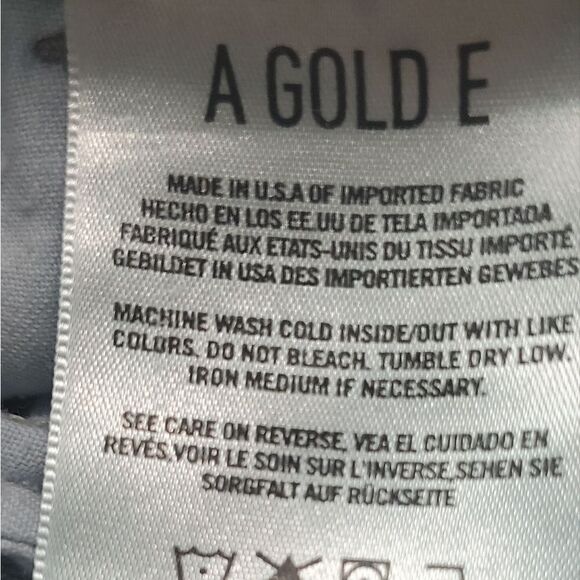 A GOLD E
MADE IN U.S.A OF IMPORTED FABRIC
HECHO EN LOS EE.UU DE TELA IMPORTADA
FABRIQUÉ AUX ETATS-UNIS DU TISSU IMPORTÉ
GEBILDET IN USA DES IMPORTIERTEN GEWEBES
MACHINE WASH COLD INSIDE/OUT WITH LIKE
COLORS. DO NOT BLEACH. TUMBLE DRY LOW.
IRON MEDIUM IF NECESSARY.
SEE CARE ON REVERSE. VEA EL CUIDADO EN
REVÉS.VOIR LE SOIN SUR L'INVERSE.SEHEN SIE
SORGFALT AUF RÜCKSEITE